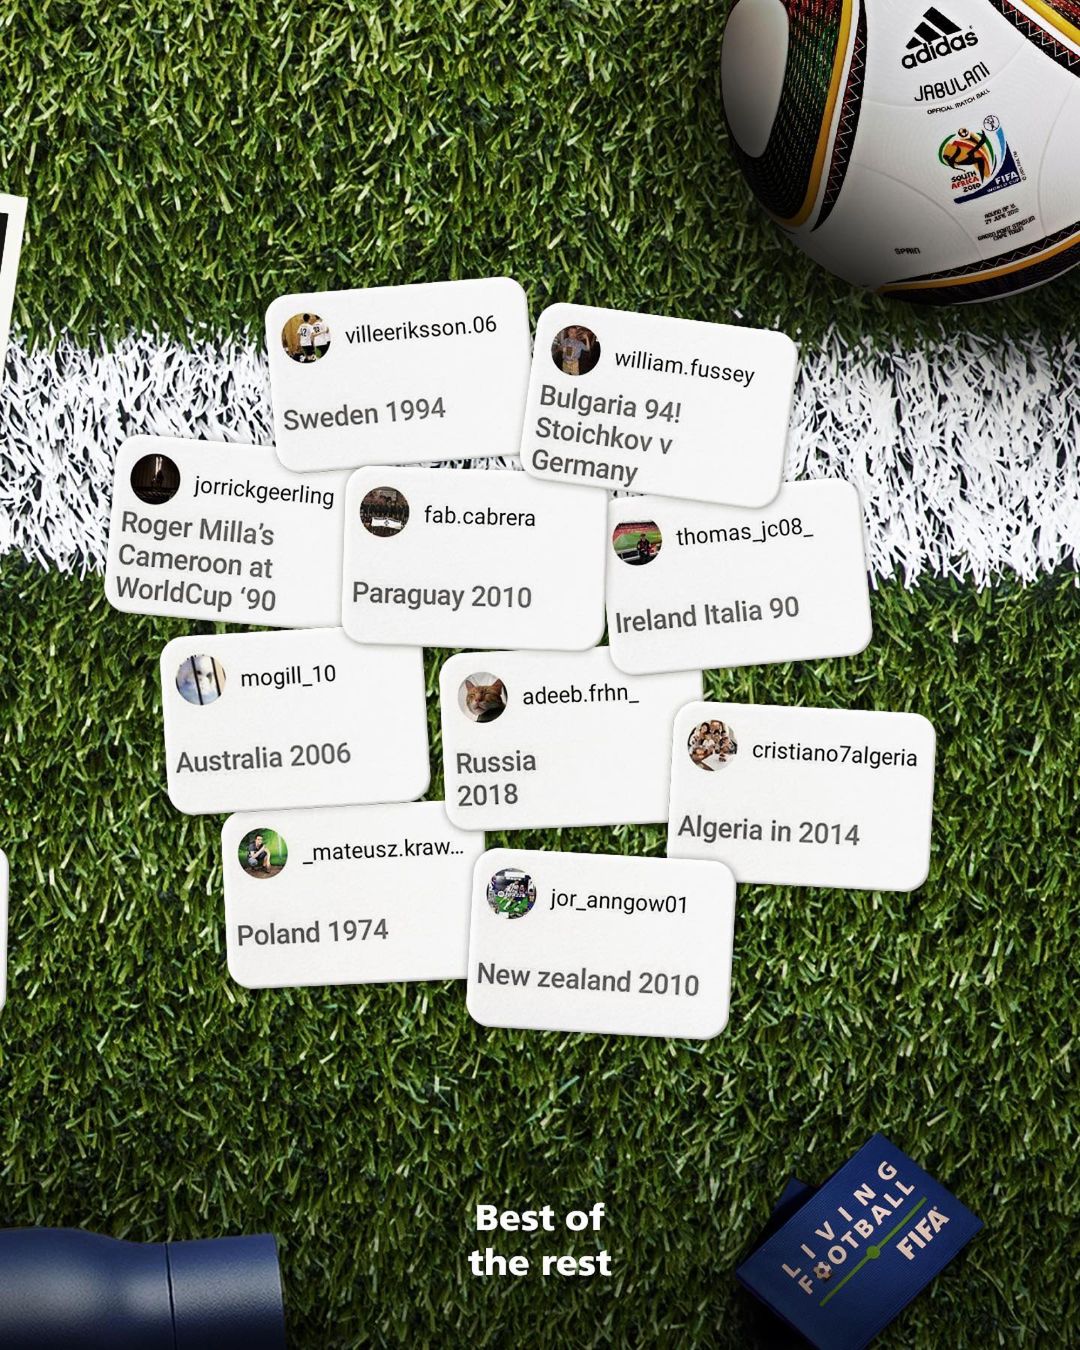 adidas
JABULANI
OFFICIAL MATCH BALL
SOUTH
AFRICA
2010
FIFA
WORLD CUP
SPAIN
villeeriksson.06
Sweden 1994
william.fussey
Bulgaria 94!
Stoichkov v
Germany
jorrickgeerling
Roger Milla’s
Cameroon at
WorldCup ‘90
fab.cabrera
Paraguay 2010
thomas_jc08_
Ireland Italia 90
mogill_10
Australia 2006
adeeb.frhn_
Russia
2018
cristiano7algeria
Algeria in 2014
_mateusz.kraw...
Poland 1974
jor_anngow01
New zealand 2010
Best of
the rest
LIVING
FOOTBALL
FIFA